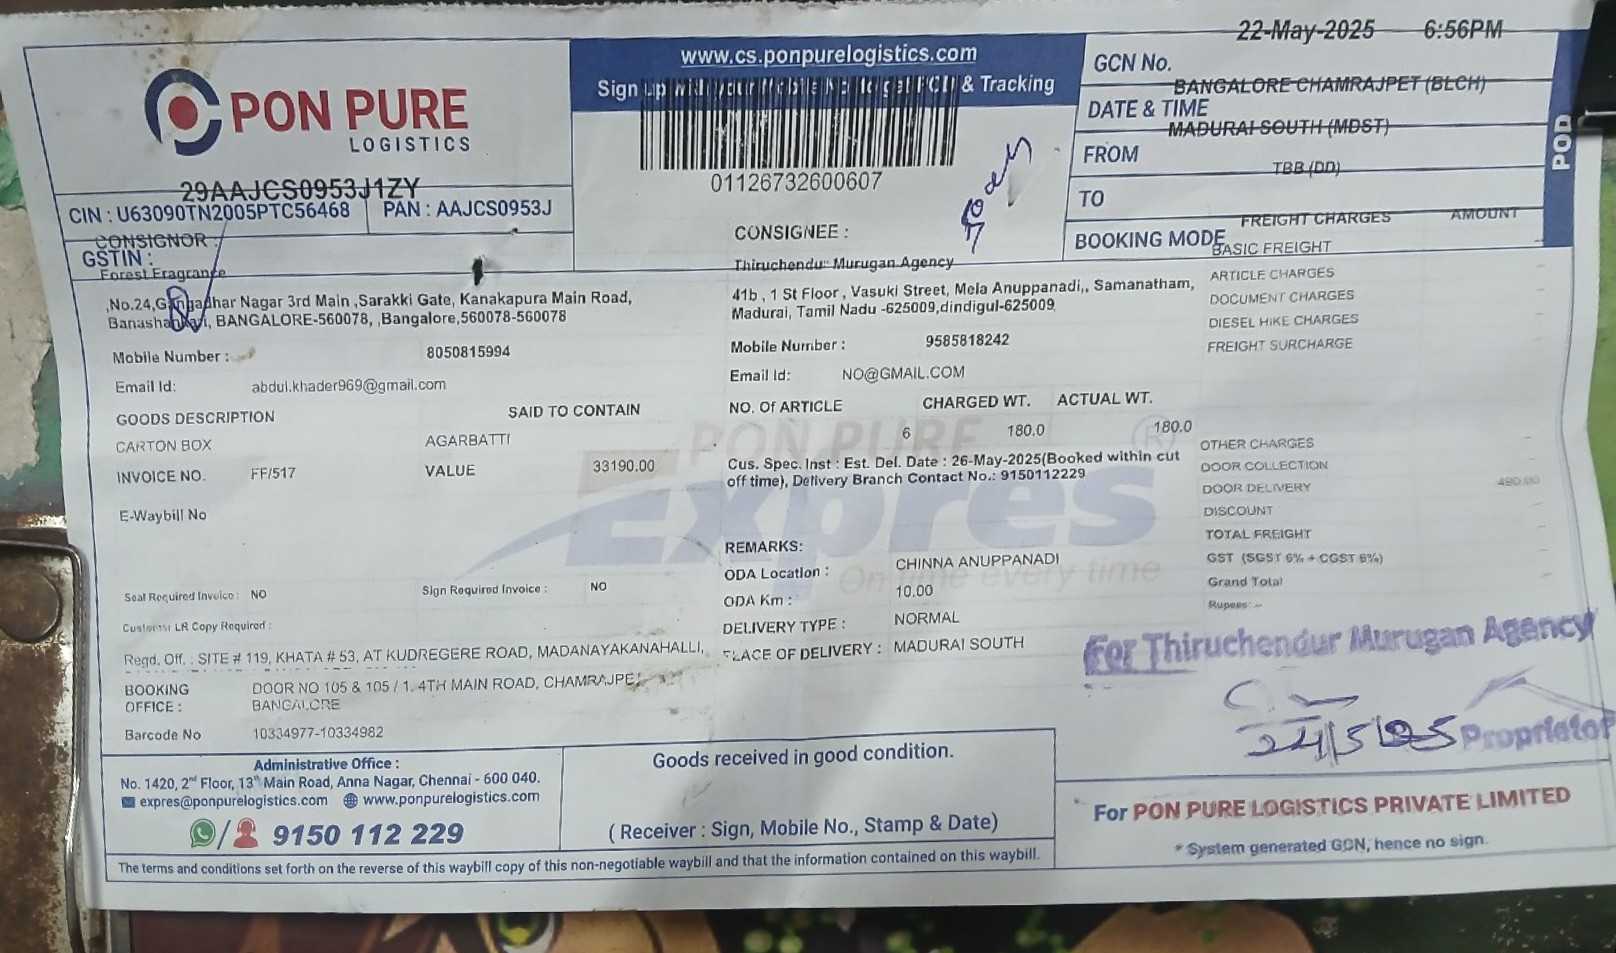 22-May-2025 6:56PM
www.cs.ponpurelogistics.com
GCN No.
PON PURE
LOGISTICS
Sign up with your Mobile No to get POD & Tracking
BANGALORE CHAMRAJPET (BLCH)
DATE & TIME
MADURAI SOUTH (MDST)
POD
FROM
TBB (DD)
01126732600607
TO
29AAJCS0953J1ZY
CIN : U63090TN2005PTC56468 PAN : AAJCS0953J
FREIGHT CHARGES AMOUNT
BOOKING MODE
BASIC FREIGHT
CONSIGNOR :
GSTIN :
Forest Fragrance
,No.24,Gangadhar Nagar 3rd Main ,Sarakki Gate, Kanakapura Main Road,
Banashankari, BANGALORE-560078, ,Bangalore,560078-560078
Mobile Number : 8050815994
Email Id: abdul.khader969@gmail.com
CONSIGNEE :
Thiruchendur Murugan Agency
41b , 1 St Floor , Vasuki Street, Mela Anuppanadi,, Samanatham,
Madurai, Tamil Nadu -625009,dindigul-625009
Mobile Number : 9585818242
Email Id: NO@GMAIL.COM
ARTICLE CHARGES
DOCUMENT CHARGES
DIESEL HIKE CHARGES
FREIGHT SURCHARGE
GOODS DESCRIPTION SAID TO CONTAIN
CARTON BOX AGARBATTI
INVOICE NO. FF/517 VALUE 33190.00
E-Waybill No
NO. Of ARTICLE CHARGED WT. ACTUAL WT.
6 180.0 180.0
PON PURE
Expres
On time every time
Cus. Spec. Inst : Est. Del. Date : 26-May-2025(Booked within cut
off time), Delivery Branch Contact No.: 9150112229
OTHER CHARGES
DOOR COLLECTION
DOOR DELIVERY 480.00
DISCOUNT
TOTAL FREIGHT
GST (SGST 6% + CGST 6%)
Grand Total
Rupees: --
REMARKS:
ODA Location : CHINNA ANUPPANADI
ODA Km : 10.00
DELIVERY TYPE : NORMAL
PLACE OF DELIVERY : MADURAI SOUTH
Seal Required Invoice : NO Sign Required Invoice : NO
Customer LR Copy Required :
Regd. Off. : SITE # 119, KHATA # 53, AT KUDREGERE ROAD, MADANAYAKANAHALLI,
BOOKING OFFICE : DOOR NO 105 & 105 / 1, 4TH MAIN ROAD, CHAMRAJPET
BANGALORE
Barcode No 10334977-10334982
For Thiruchendur Murugan Agency
24/5/25 Proprietor
Administrative Office :
No. 1420, 2nd Floor, 13th Main Road, Anna Nagar, Chennai - 600 040.
expres@ponpurelogistics.com www.ponpurelogistics.com
9150 112 229
Goods received in good condition.
( Receiver : Sign, Mobile No., Stamp & Date)
For PON PURE LOGISTICS PRIVATE LIMITED
* System generated GCN, hence no sign.
The terms and conditions set forth on the reverse of this waybill copy of this non-negotiable waybill and that the information contained on this waybill.